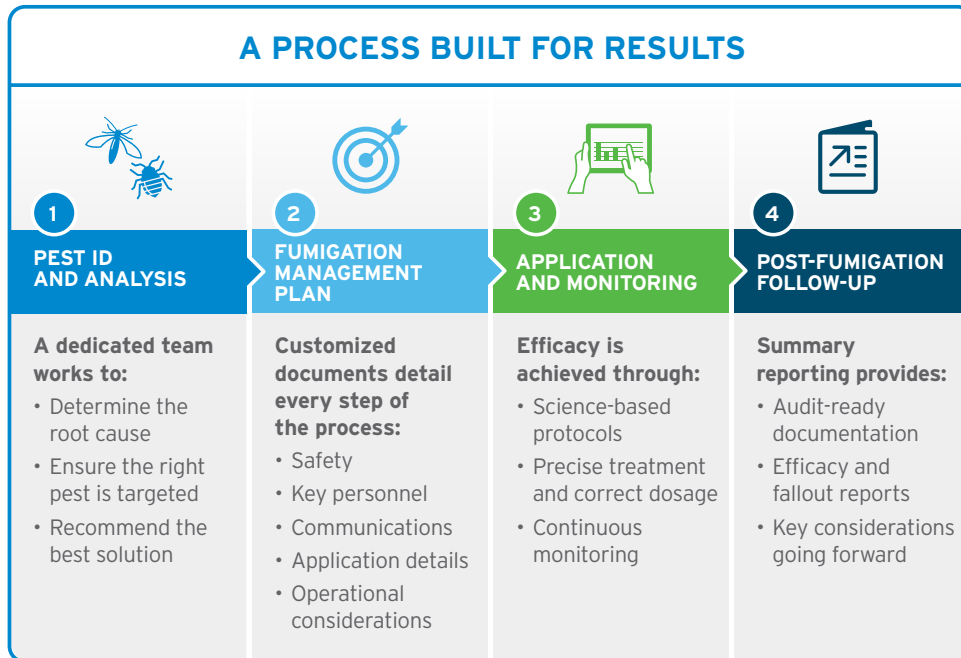 A PROCESS BUILT FOR RESULTS
1
PEST ID
AND ANALYSIS
A dedicated team
works to:
• Determine the
root cause
• Ensure the right
pest is targeted
• Recommend the
best solution
2
FUMIGATION
MANAGEMENT
PLAN
Customized
documents detail
every step of
the process:
• Safety
• Key personnel
• Communications
• Application details
• Operational
considerations
3
APPLICATION
AND MONITORING
Efficacy is
achieved through:
• Science-based
protocols
• Precise treatment
and correct dosage
• Continuous
monitoring
4
POST-FUMIGATION
FOLLOW-UP
Summary
reporting provides:
• Audit-ready
documentation
• Efficacy and
fallout reports
• Key considerations
going forward